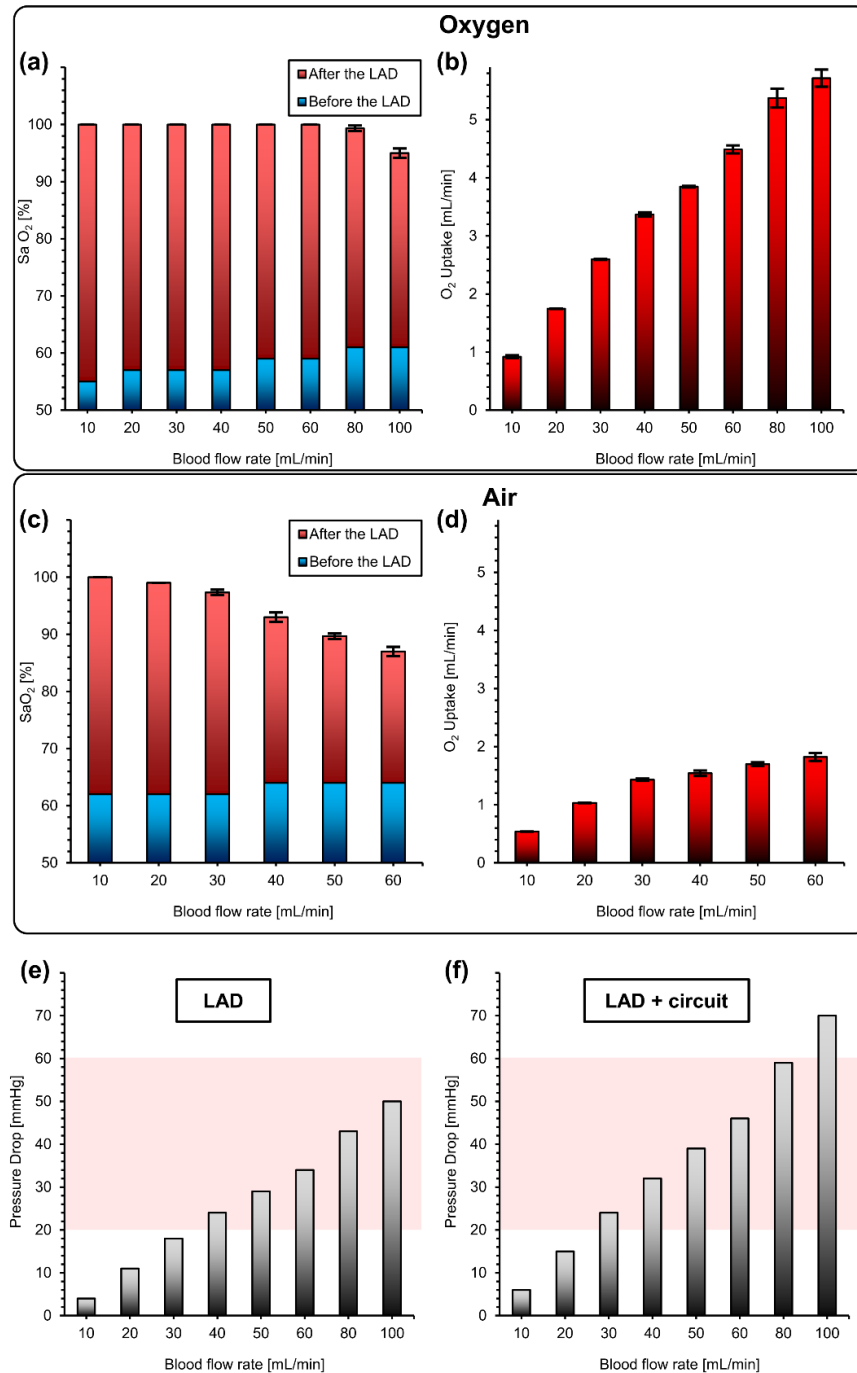 Oxygen
(a)
After the LAD
Before the LAD
100
90
80
70
60
50
Sa O₂ [%]
10 20 30 40 50 60 80 100
Blood flow rate [mL/min]
(b)
5
4
3
2
1
0
O₂ Uptake [mL/min]
10 20 30 40 50 60 80 100
Blood flow rate [mL/min]
Air
(c)
After the LAD
Before the LAD
100
90
80
70
60
50
SaO₂ [%]
10 20 30 40 50 60
Blood flow rate [mL/min]
(d)
5
4
3
2
1
0
O₂ Uptake [mL/min]
10 20 30 40 50 60
Blood flow rate [mL/min]
(e)
LAD
70
60
50
40
30
20
10
0
Pressure Drop [mmHg]
10 20 30 40 50 60 80 100
Blood flow rate [mL/min]
(f)
LAD + circuit
70
60
50
40
30
20
10
0
Pressure Drop [mmHg]
10 20 30 40 50 60 80 100
Blood flow rate [mL/min]